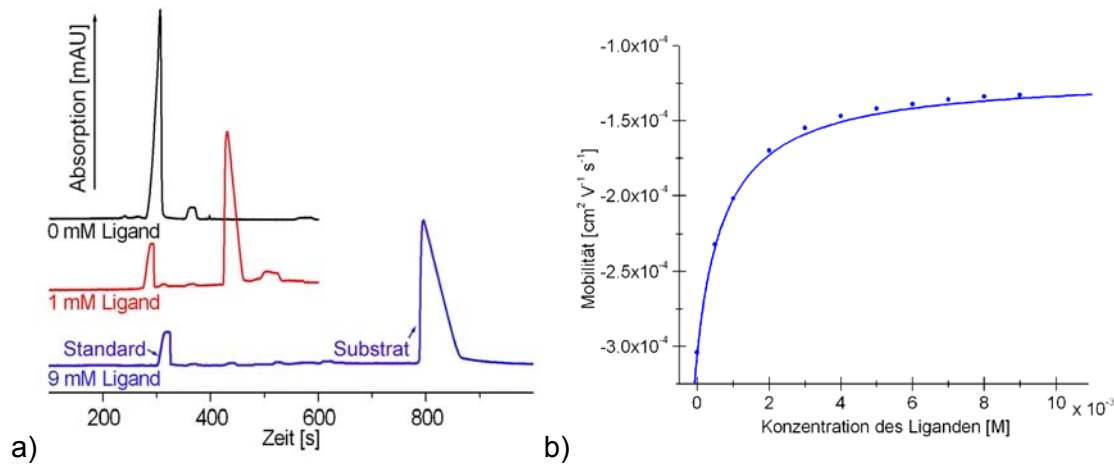 Absorption [mAU]
0 mM Ligand
1 mM Ligand
Standard
Substrat
9 mM Ligand
200 400 600 800
Zeit [s]
a)
-1.0x10⁻⁴
-1.5x10⁻⁴
-2.0x10⁻⁴
-2.5x10⁻⁴
-3.0x10⁻⁴
Mobilität [cm² V⁻¹ s⁻¹]
0 2 4 6 8 10 x 10⁻³
Konzentration des Liganden [M]
b)